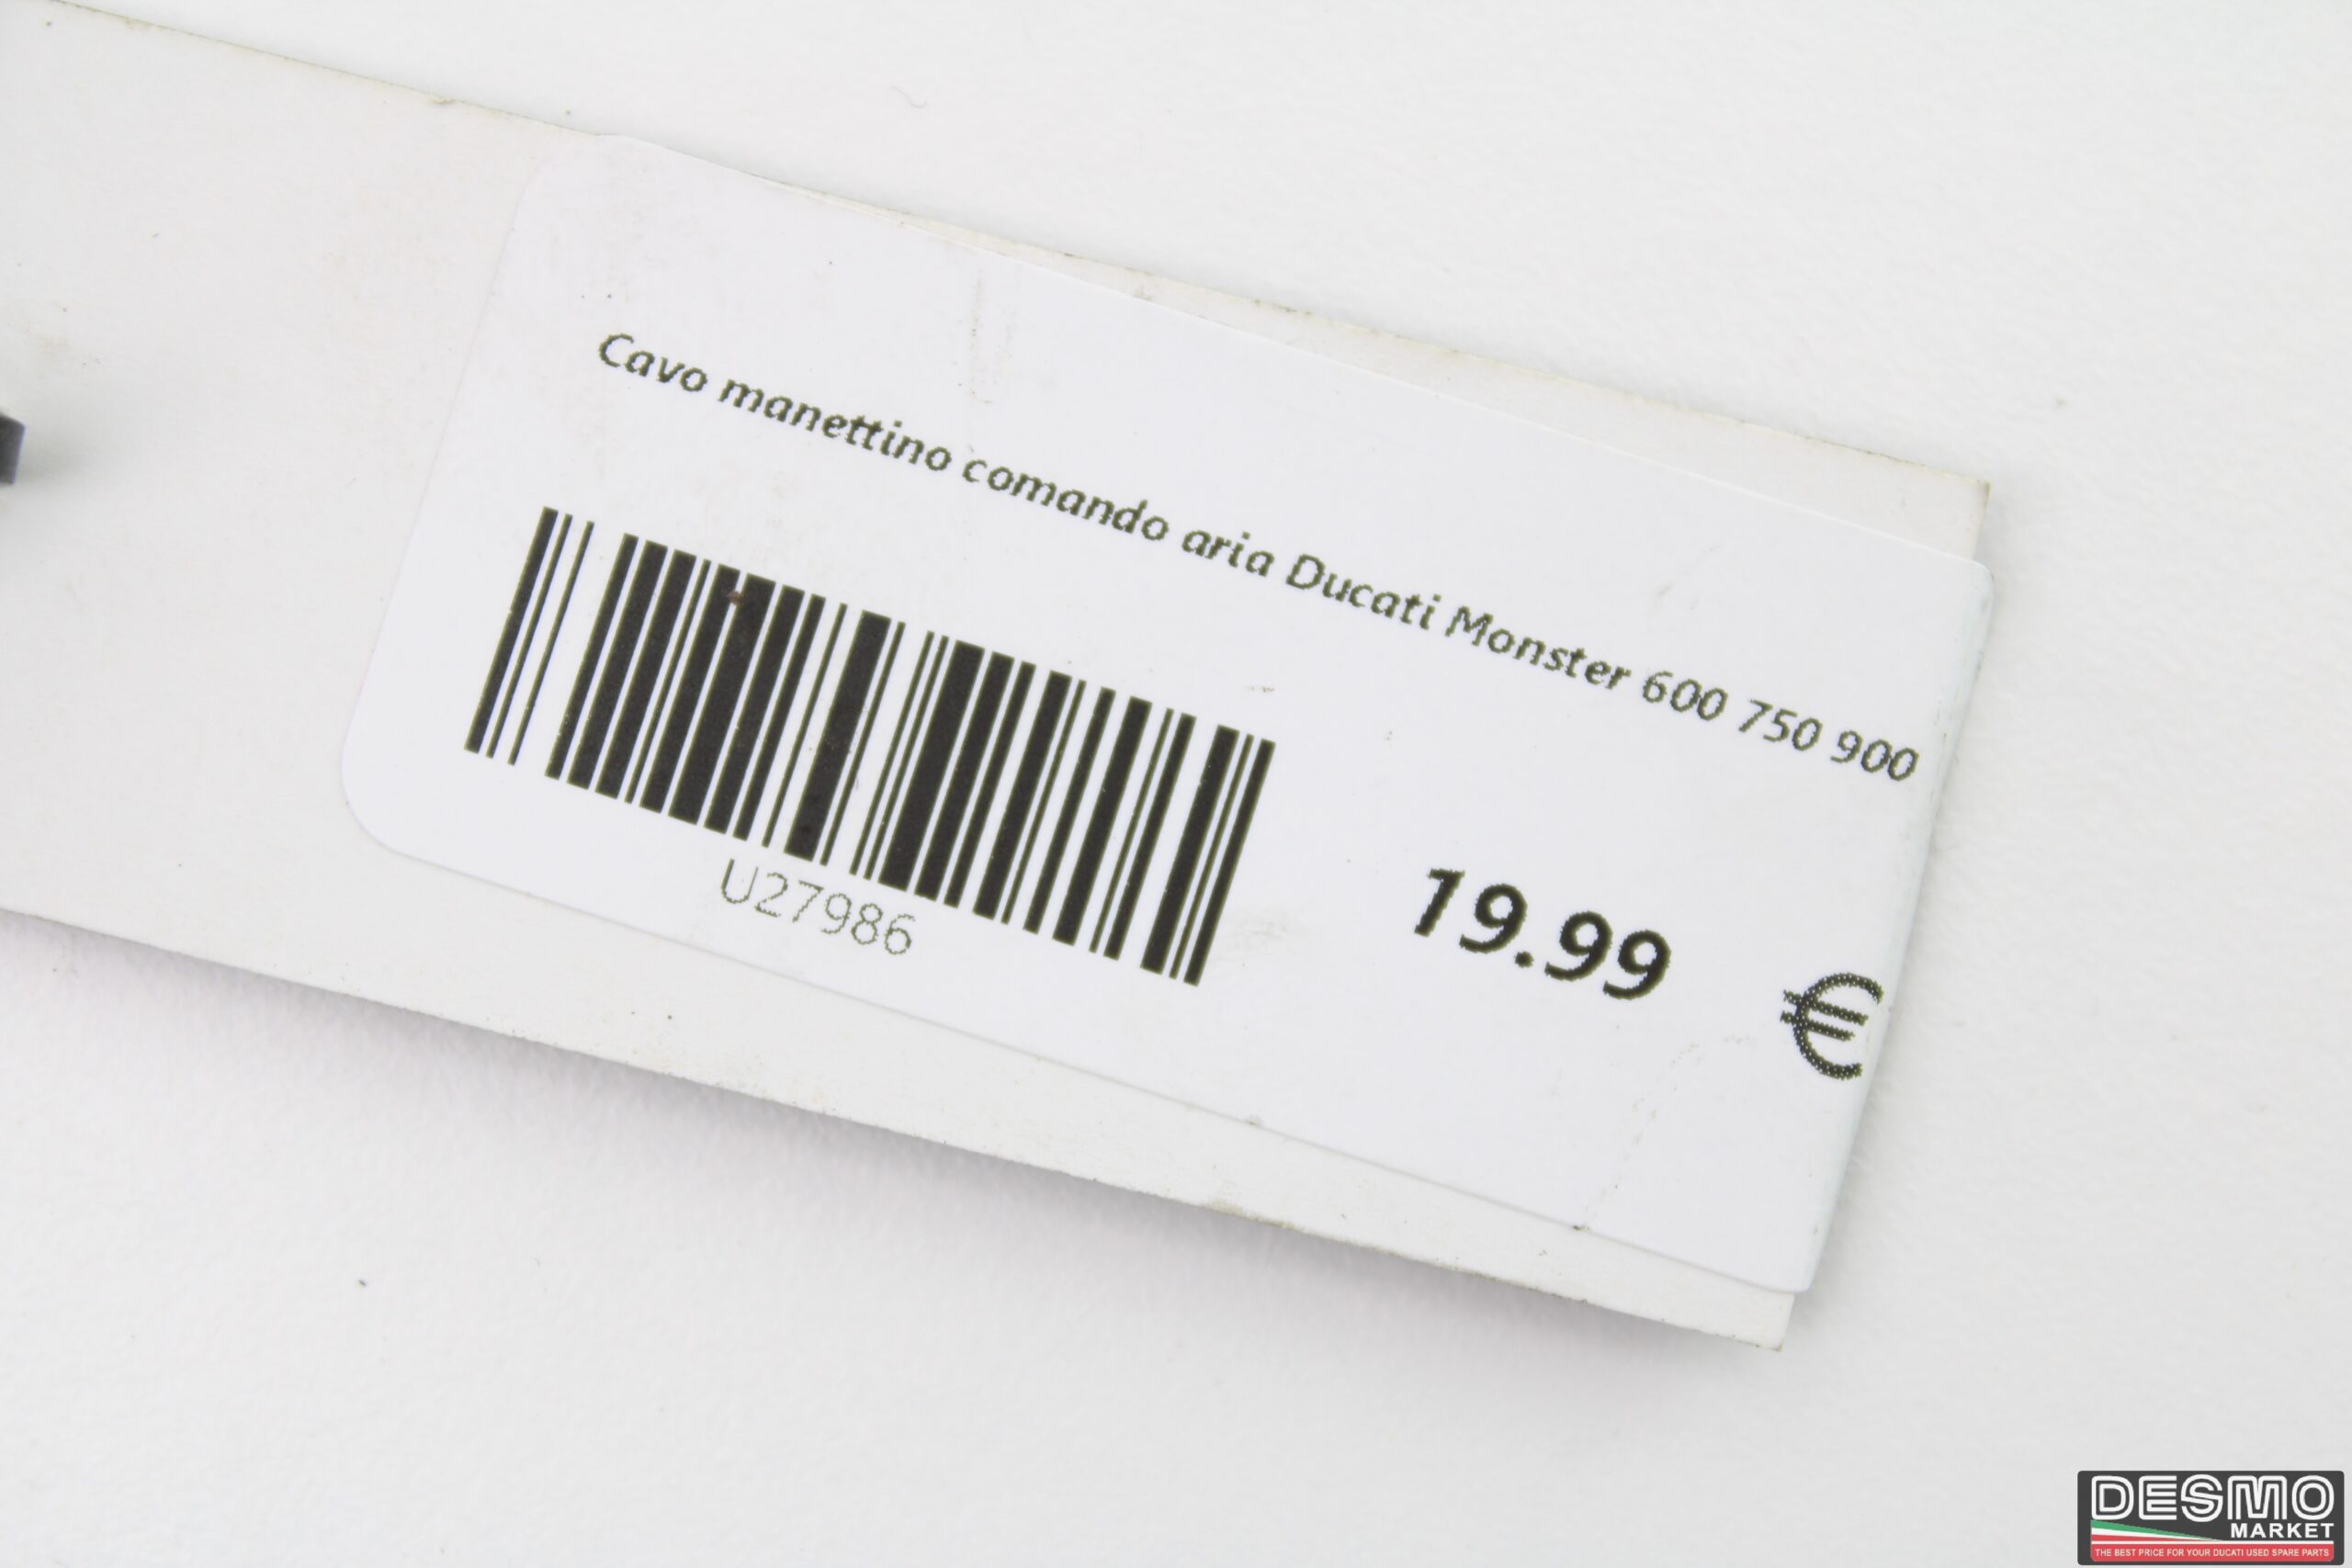 Cavo manettino comando aria Ducati Monster 600 750 900
U27986
19.99 €
DESMO
MARKET
THE BEST PRICE FOR YOUR DUCATI USED SPARE PARTS